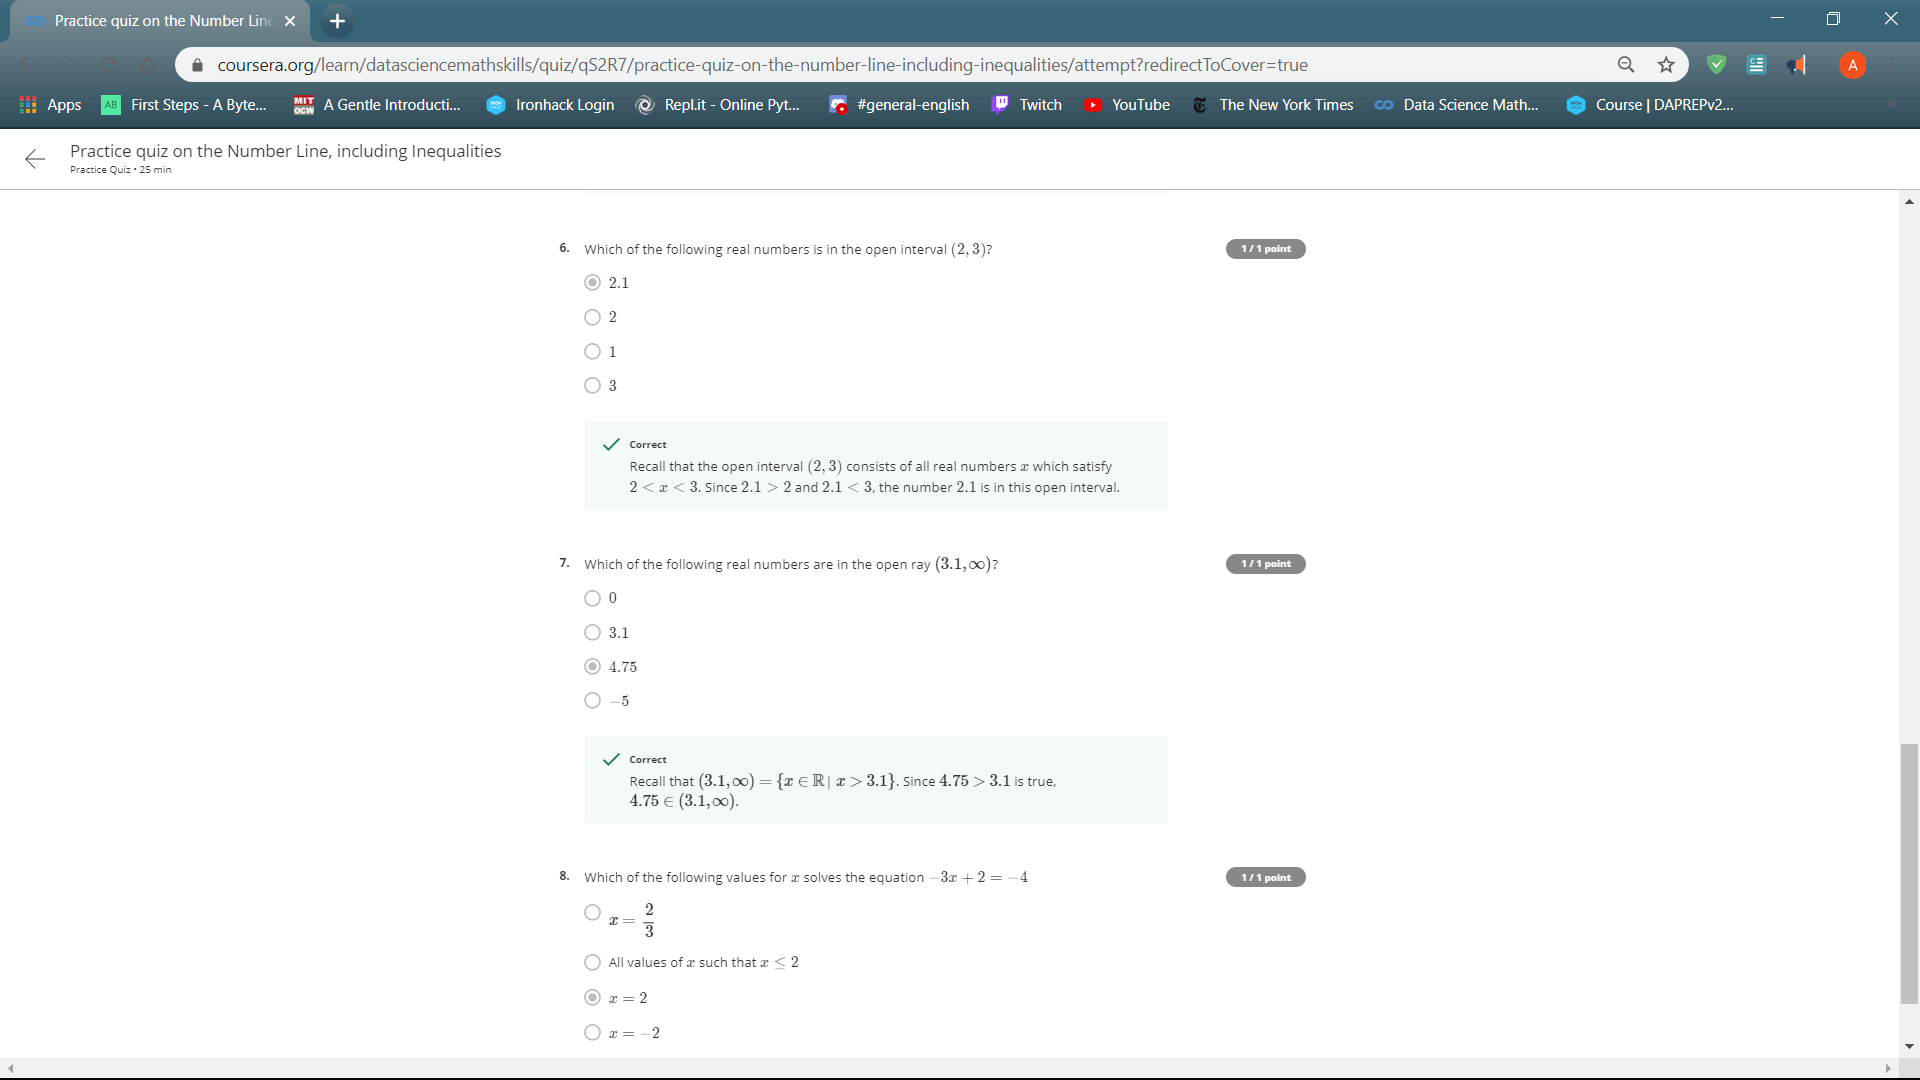 Practice quiz on the Number Line
coursera.org/learn/datasciencemathskills/quiz/qS2R7/practice-quiz-on-the-number-line-including-inequalities/attempt?redirectToCover=true
A
Apps AB First Steps - A Byte... MIT OCW A Gentle Introducti... Ironhack Login Repl.it - Online Pyt... #general-english Twitch YouTube The New York Times Data Science Math... Course | DAPREPv2...
Practice quiz on the Number Line, including Inequalities
Practice Quiz • 25 min
6. Which of the following real numbers is in the open interval (2, 3)? 1 / 1 point
2.1
2
1
3
Correct
Recall that the open interval (2, 3) consists of all real numbers x which satisfy
2 < x < 3. Since 2.1 > 2 and 2.1 < 3, the number 2.1 is in this open interval.
7. Which of the following real numbers are in the open ray (3.1, ∞)? 1 / 1 point
0
3.1
4.75
−5
Correct
Recall that (3.1, ∞) = {x ∈ ℝ | x > 3.1}. Since 4.75 > 3.1 is true,
4.75 ∈ (3.1, ∞).
8. Which of the following values for x solves the equation −3x + 2 = −4 1 / 1 point
x = 2/3
All values of x such that x ≤ 2
x = 2
x = −2